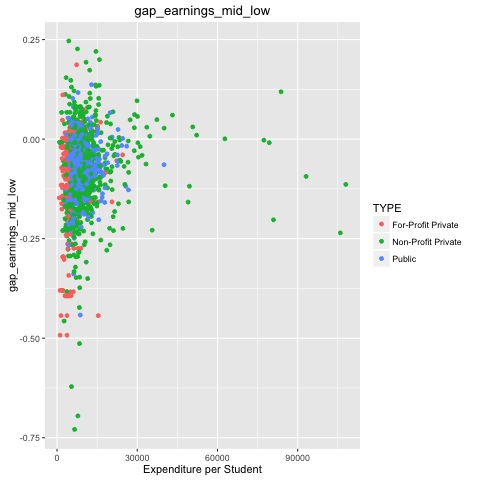 gap_earnings_mid_low
0.25
0.00
-0.25
-0.50
-0.75
gap_earnings_mid_low
0
30000
60000
90000
Expenditure per Student
TYPE
For-Profit Private
Non-Profit Private
Public